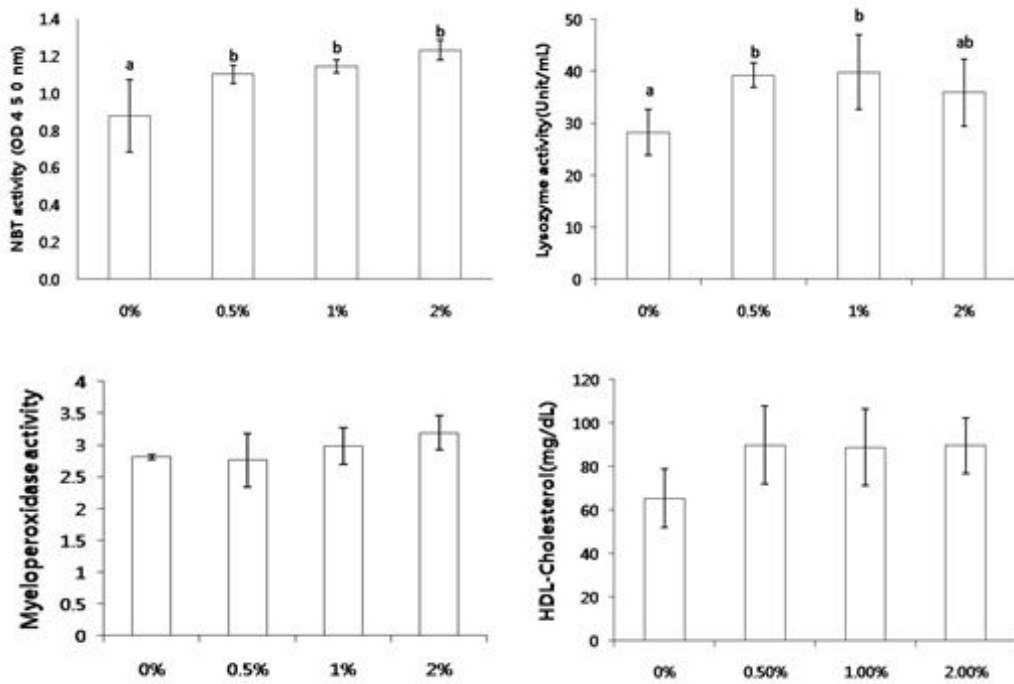 NBT activity (OD 4 5 0 nm)
1.4
1.2
1.0
0.8
0.6
0.4
0.2
0.0
a
b
b
b
0% 0.5% 1% 2%
Lysozyme activity(Unit/mL)
50
40
30
20
10
0
a
b
b
ab
0% 0.5% 1% 2%
Myeloperoxidase activity
4
3.5
3
2.5
2
1.5
1
0.5
0
0% 0.5% 1% 2%
HDL-Cholesterol(mg/dL)
120
100
80
60
40
20
0
0% 0.50% 1.00% 2.00%